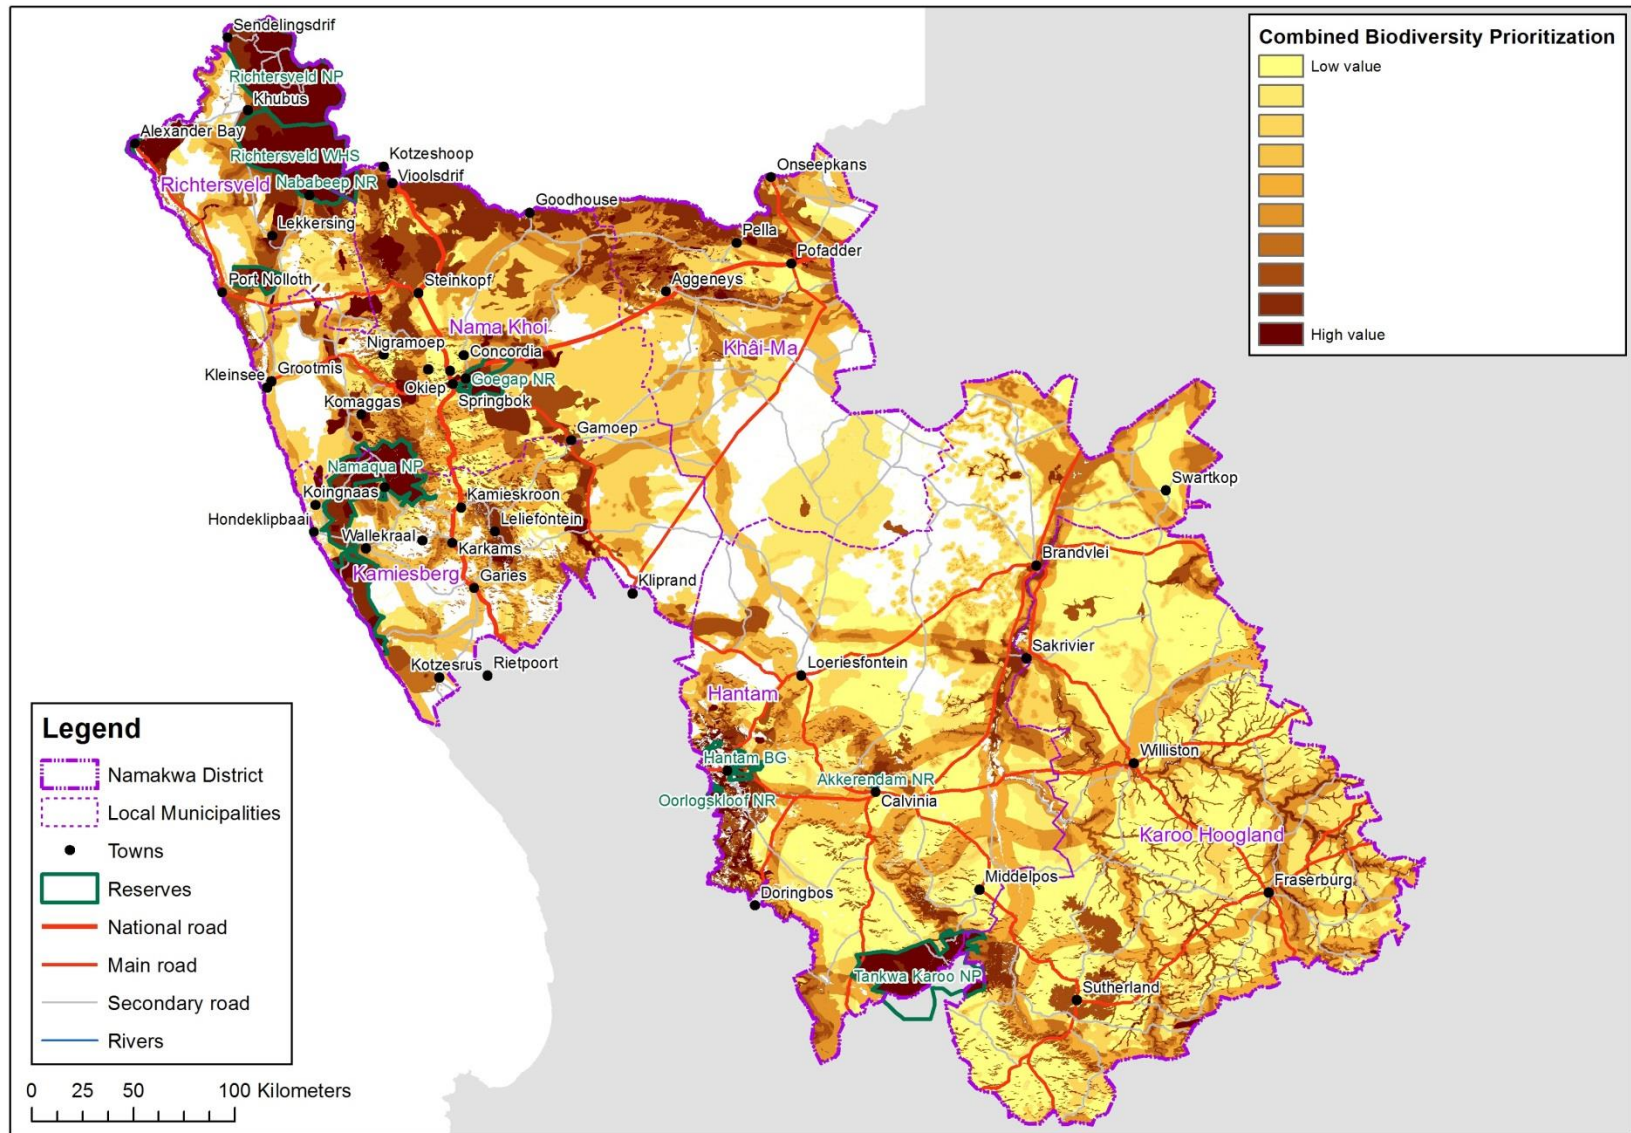 Combined Biodiversity Prioritization
Low value
High value
Sendelingsdrif
Richtersveld NP
Khubus
Alexander Bay
Richtersveld WHS
Kotzeshoop
Vioolsdrif
Richtersveld
Nababeep NR
Onseepkans
Goodhouse
Lekkersing
Pella
Pofadder
Port Nolloth
Steinkopf
Aggeneys
Nama Khoi
Khâi-Ma
Nigramoep
Concordia
Kleinsee
Grootmis
Okiep
Goegap NR
Komaggas
Springbok
Gamoep
Namaqua NP
Koingnaas
Kamieskroon
Swartkop
Hondeklipbaai
Leliefontein
Wallekraal
Karkams
Brandvlei
Kamiesberg
Garies
Kliprand
Kotzesrus
Rietpoort
Loeriesfontein
Sakrivier
Hantam
Hantam BG
Williston
Akkerendam NR
Oorlogskloof NR
Calvinia
Karoo Hoogland
Doringbos
Middelpos
Fraserburg
Tankwa Karoo NP
Sutherland
Legend
Namakwa District
Local Municipalities
Towns
Reserves
National road
Main road
Secondary road
Rivers
0 25 50 100 Kilometers